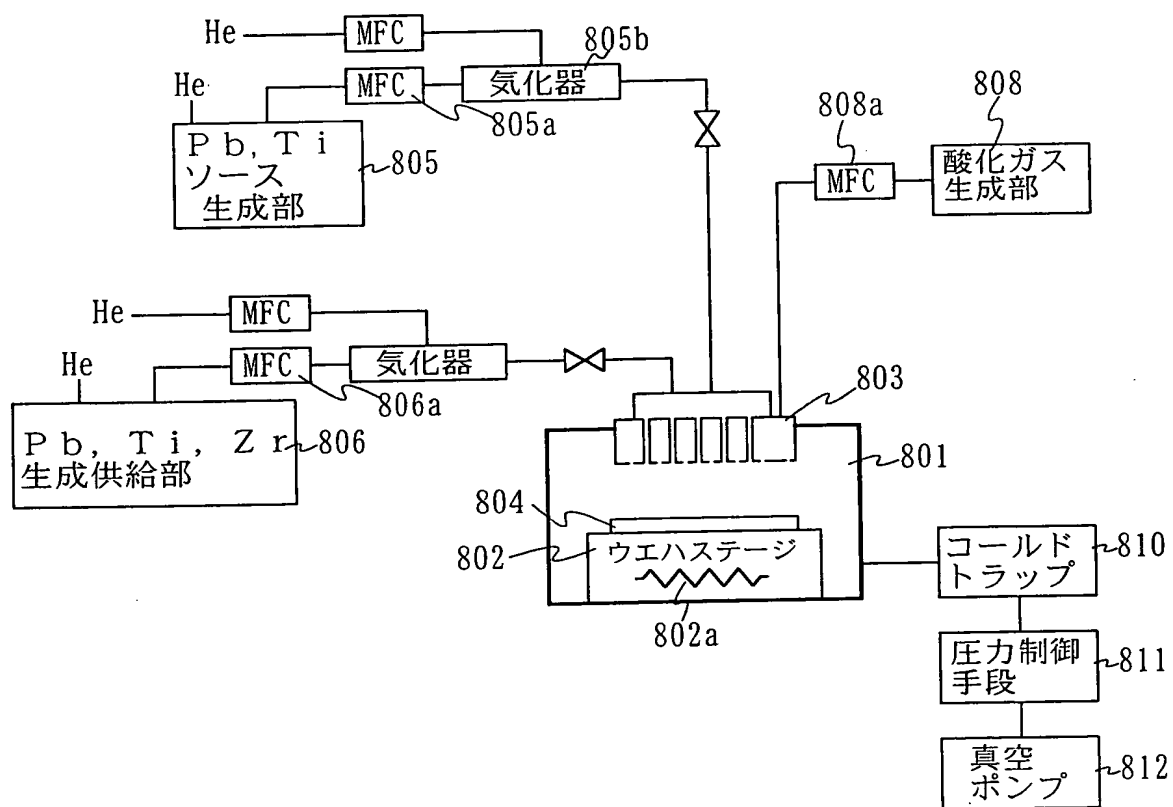 He
MFC
805b
He
MFC
気化器
805a
Pb, Ti
ソース
生成部
805
808
808a
MFC
酸化ガス
生成部
He
MFC
He
MFC
気化器
806a
Pb, Ti, Zr
生成供給部
806
803
801
804
802
ウエハステージ
802a
コールド
トラップ
810
圧力制御
手段
811
真空
ポンプ
812